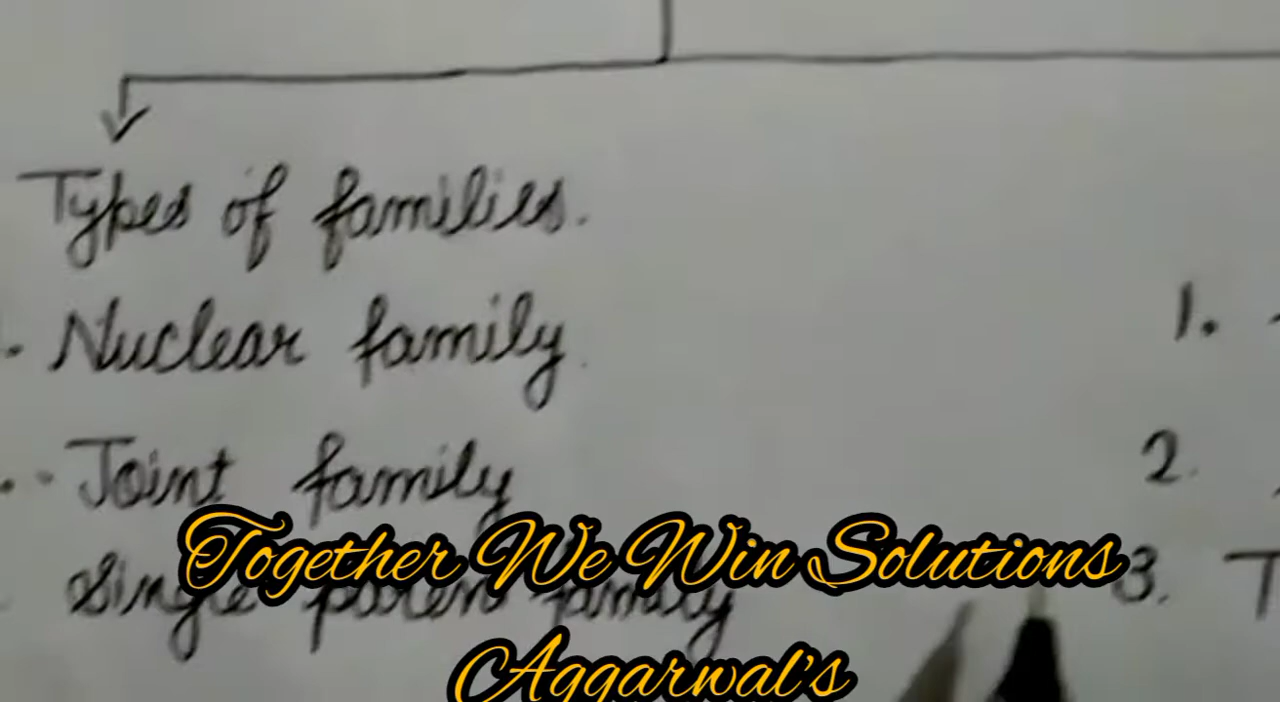 Types of families.
. Nuclear family.
1.
Joint family
2.
Together We Win Solutions
Single parent family
3. T
Aggarwal's